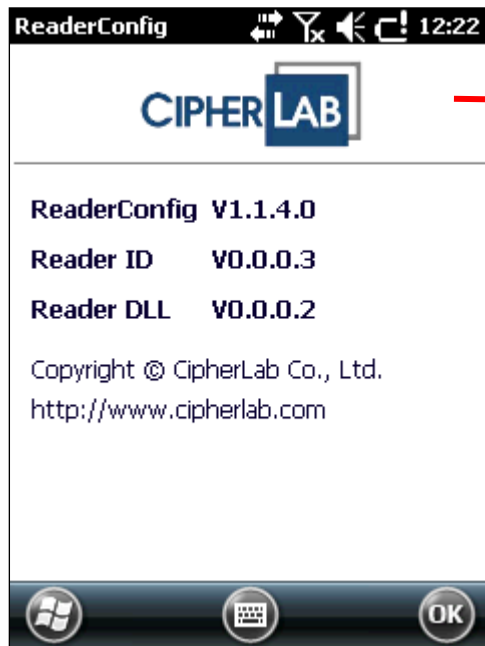 ReaderConfig 12:22
CIPHERLAB
ReaderConfig V1.1.4.0
Reader ID V0.0.0.3
Reader DLL V0.0.0.2
Copyright © CipherLab Co., Ltd.
http://www.cipherlab.com
OK